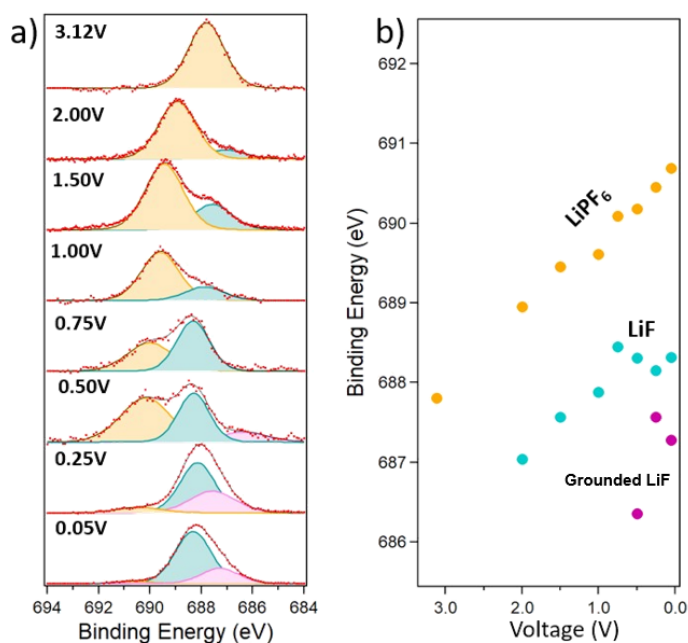 a)
3.12V
2.00V
1.50V
1.00V
0.75V
0.50V
0.25V
0.05V
694 692 690 688 686 684
Binding Energy (eV)
b)
692
691
690
689
688
687
686
Binding Energy (eV)
LiPF6
LiF
Grounded LiF
3.0 2.0 1.0 0.0
Voltage (V)